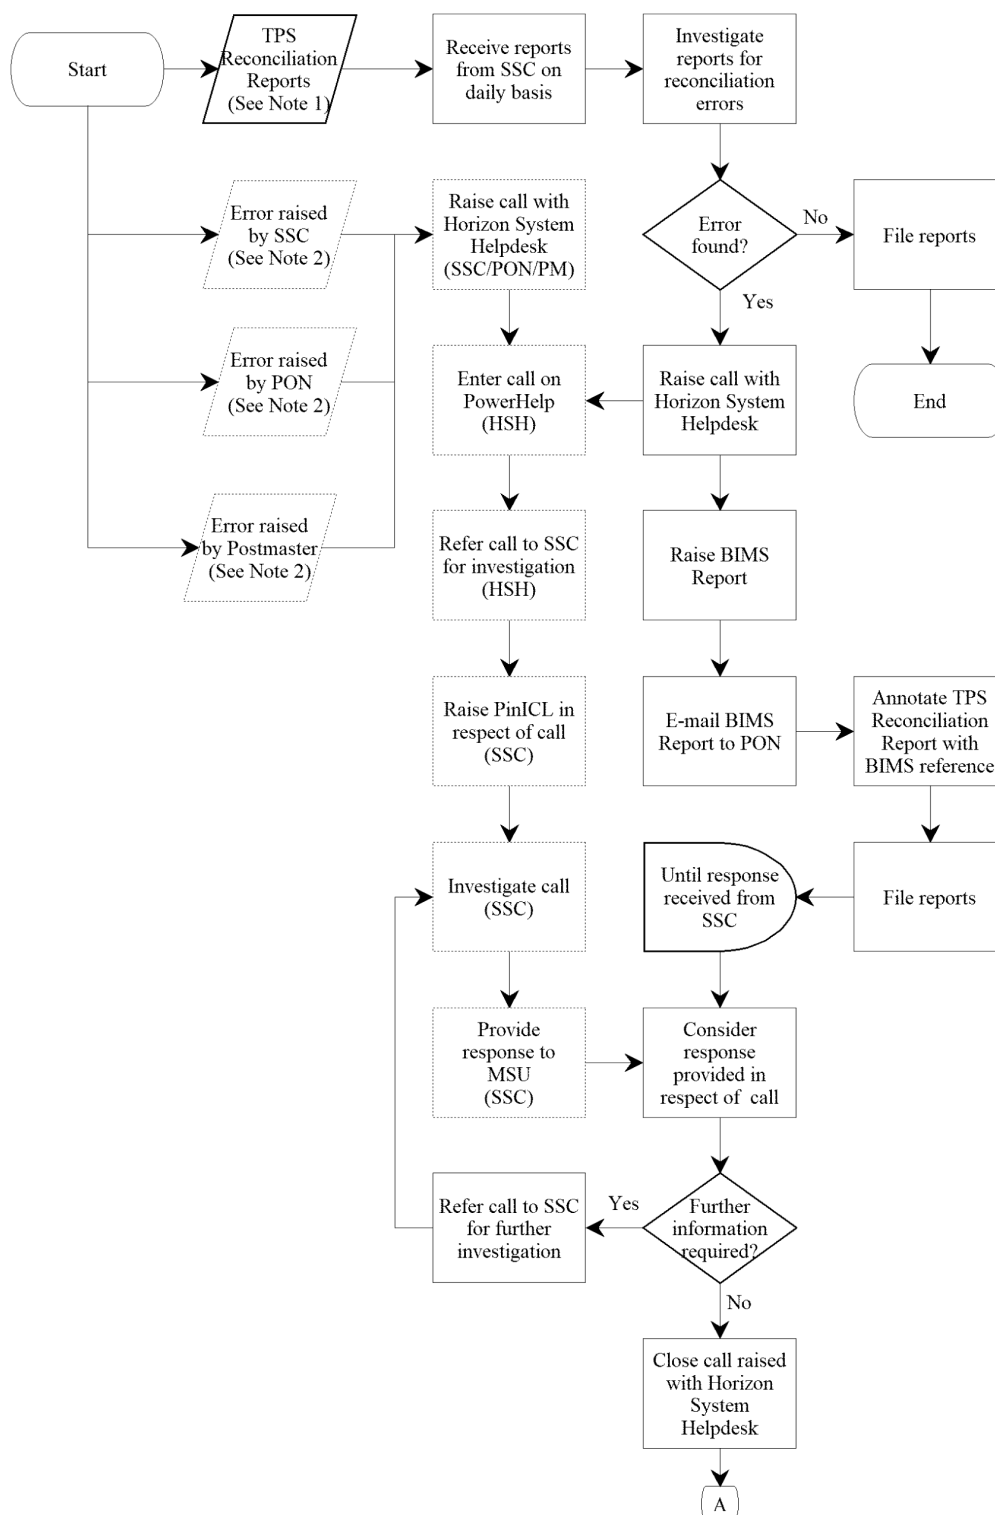 Start
TPS
Reconciliation
Reports
(See Note 1)
Receive reports
from SSC on
daily basis
Investigate
reports for
reconciliation
errors
Error raised
by SSC
(See Note 2)
Raise call with
Horizon System
Helpdesk
(SSC/PON/PM)
Error
found?
No
File reports
Yes
Error raised
by PON
(See Note 2)
Enter call on
PowerHelp
(HSH)
Raise call with
Horizon System
Helpdesk
End
Error raised
by Postmaster
(See Note 2)
Refer call to SSC
for investigation
(HSH)
Raise BIMS
Report
Raise PinICL in
respect of call
(SSC)
E-mail BIMS
Report to PON
Annotate TPS
Reconciliation
Report with
BIMS reference
Investigate call
(SSC)
Until response
received from
SSC
File reports
Provide
response to
MSU
(SSC)
Consider
response
provided in
respect of call
Refer call to SSC
for further
investigation
Yes
Further
information
required?
No
Close call raised
with Horizon
System
Helpdesk
A